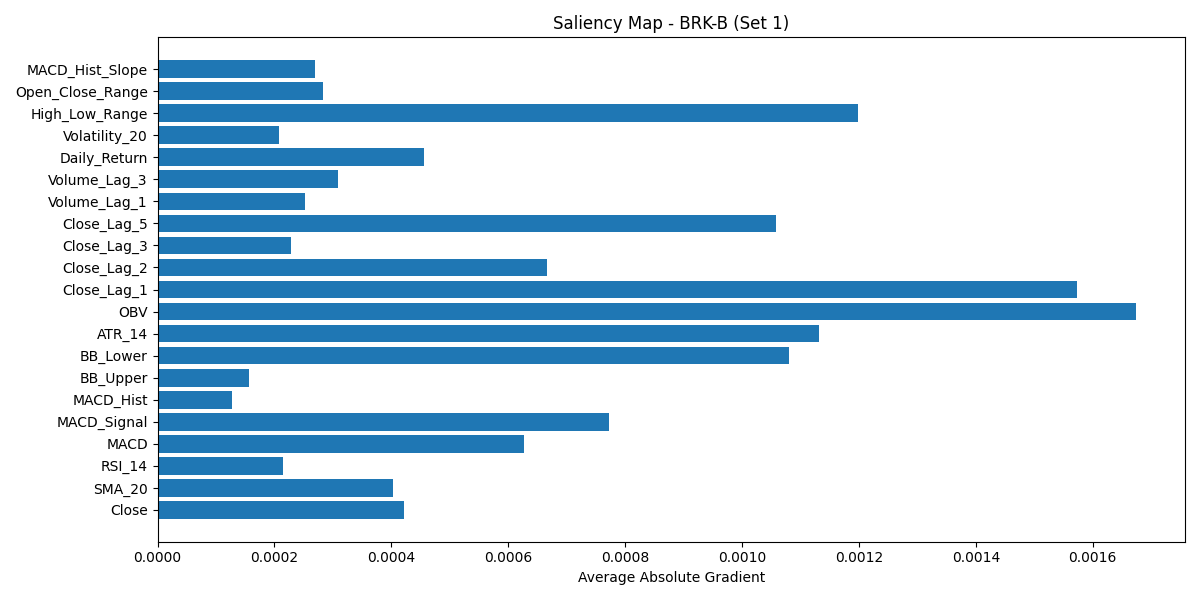 Saliency Map - BRK-B (Set 1)
MACD_Hist_Slope
Open_Close_Range
High_Low_Range
Volatility_20
Daily_Return
Volume_Lag_3
Volume_Lag_1
Close_Lag_5
Close_Lag_3
Close_Lag_2
Close_Lag_1
OBV
ATR_14
BB_Lower
BB_Upper
MACD_Hist
MACD_Signal
MACD
RSI_14
SMA_20
Close
0.0000 0.0002 0.0004 0.0006 0.0008 0.0010 0.0012 0.0014 0.0016
Average Absolute Gradient